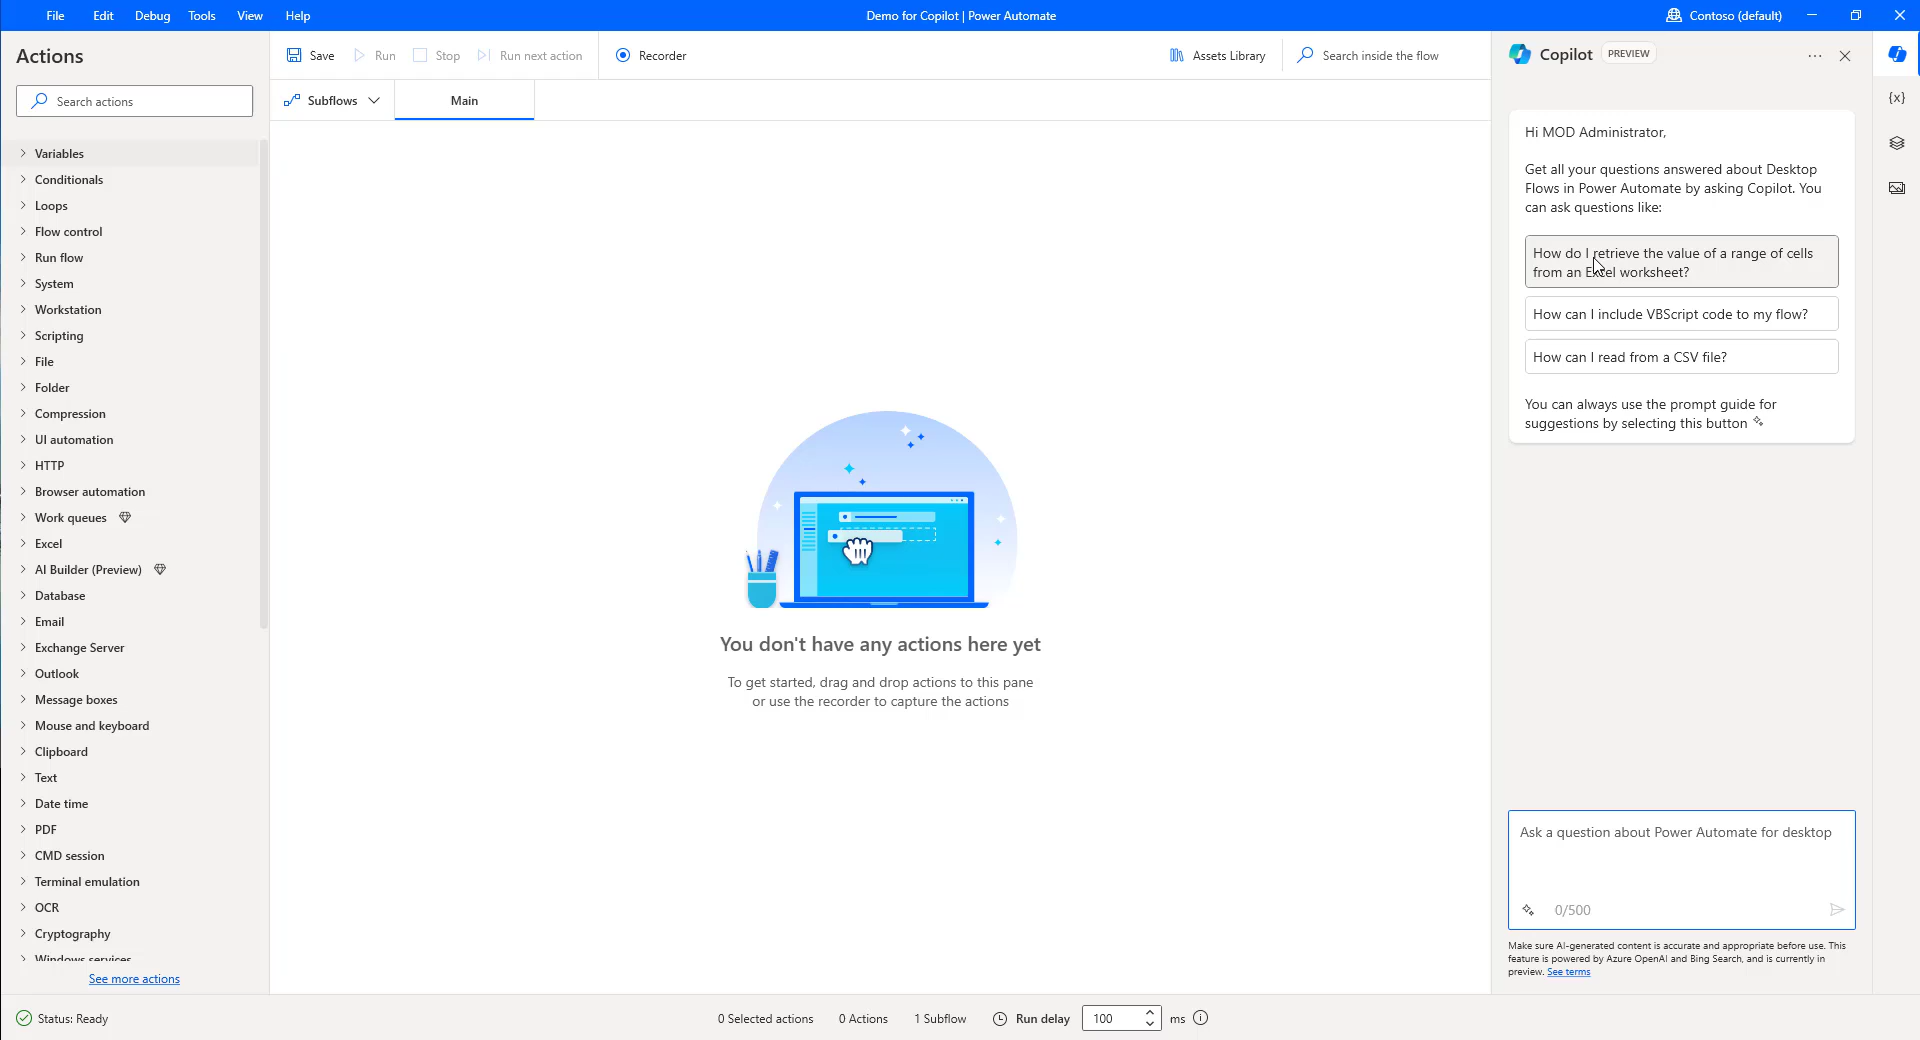 File Edit Debug Tools View Help
Demo for Copilot | Power Automate
Contoso (default)
Actions
Search actions
Variables
Conditionals
Loops
Flow control
Run flow
System
Workstation
Scripting
File
Folder
Compression
UI automation
HTTP
Browser automation
Work queues
Excel
AI Builder (Preview)
Database
Email
Exchange Server
Outlook
Message boxes
Mouse and keyboard
Clipboard
Text
Date time
PDF
CMD session
Terminal emulation
OCR
Cryptography
Windows services
See more actions
Save Run Stop Run next action Recorder
Assets Library Search inside the flow
Subflows Main
You don't have any actions here yet
To get started, drag and drop actions to this pane
or use the recorder to capture the actions
Copilot PREVIEW
{x}
Hi MOD Administrator,
Get all your questions answered about Desktop
Flows in Power Automate by asking Copilot. You
can ask questions like:
How do I retrieve the value of a range of cells
from an Excel worksheet?
How can I include VBScript code to my flow?
How can I read from a CSV file?
You can always use the prompt guide for
suggestions by selecting this button
Ask a question about Power Automate for desktop
0/500
Make sure AI-generated content is accurate and appropriate before use. This
feature is powered by Azure OpenAI and Bing Search, and is currently in
preview. See terms
Status: Ready
0 Selected actions 0 Actions 1 Subflow Run delay 100 ms